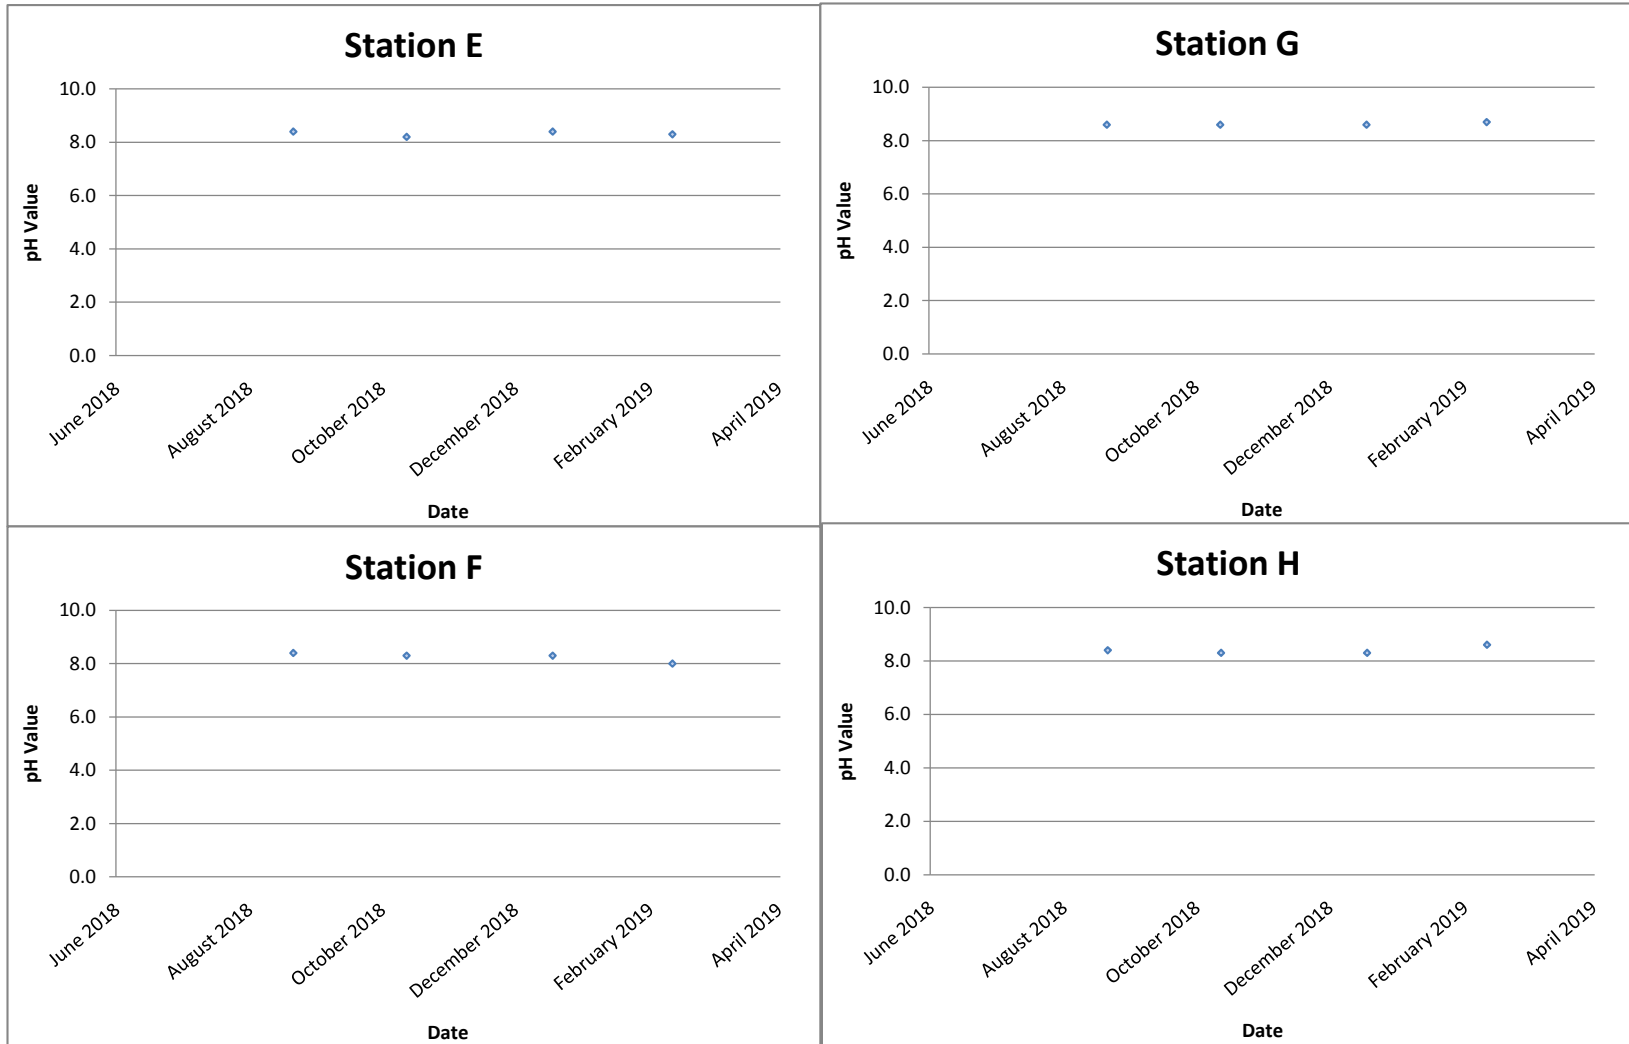 Station E
10.0
8.0
6.0
4.0
2.0
0.0
pH Value
June 2018
August 2018
October 2018
December 2018
February 2019
April 2019
Date
Station G
10.0
8.0
6.0
4.0
2.0
0.0
pH Value
June 2018
August 2018
October 2018
December 2018
February 2019
April 2019
Date
Station F
10.0
8.0
6.0
4.0
2.0
0.0
pH Value
June 2018
August 2018
October 2018
December 2018
February 2019
April 2019
Date
Station H
10.0
8.0
6.0
4.0
2.0
0.0
pH Value
June 2018
August 2018
October 2018
December 2018
February 2019
April 2019
Date